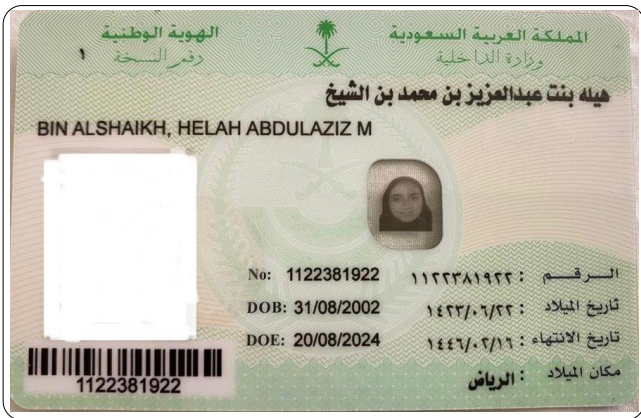 المملكة العربية السعودية
وزارة الداخلية
الهوية الوطنية
رقم النسخة ١
هيله بنت عبدالعزيز بن محمد بن الشيخ
BIN ALSHAIKH, HELAH ABDULAZIZ M
No: 1122381922 الـرقــم : ١١٢٢٣٨١٩٢٢
DOB: 31/08/2002 تاريخ الميلاد : ١٤٢٣/٠٦/٢٢
DOE: 20/08/2024 تاريخ الانتهاء : ١٤٤٦/٠٢/١٦
مكان الميلاد : الرياض
1122381922